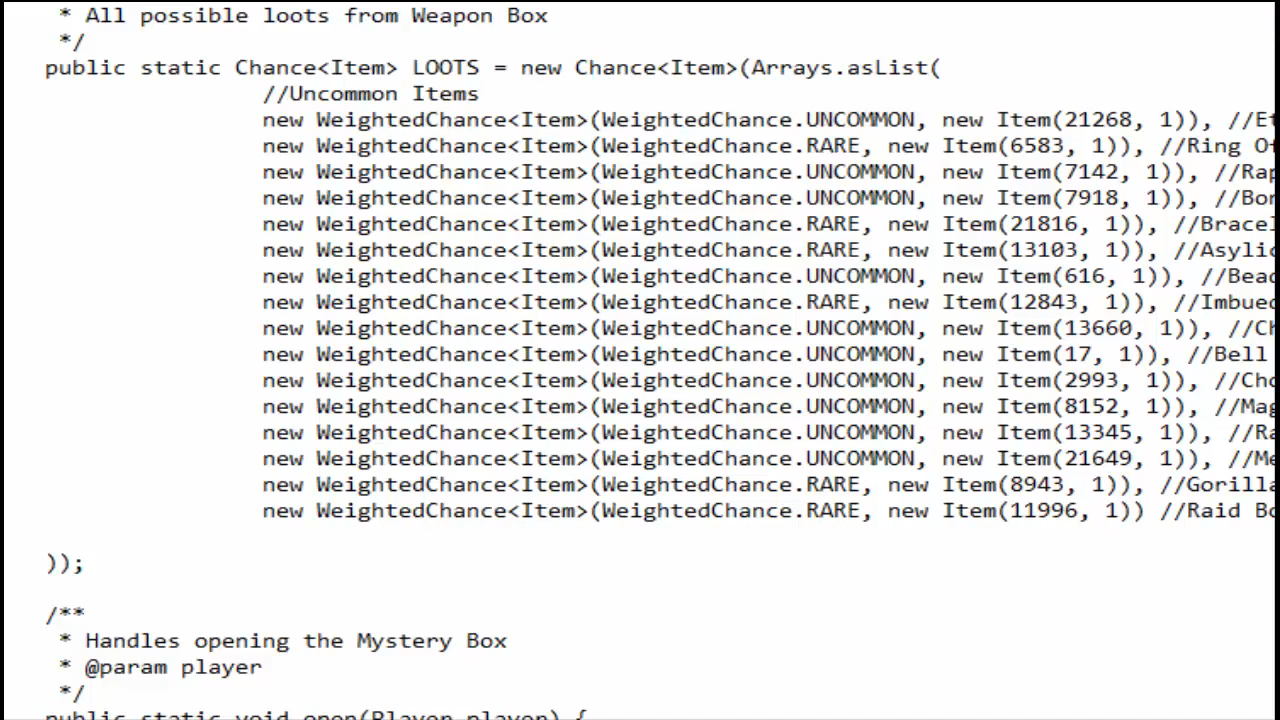 * All possible loots from Weapon Box
*/
public static Chance<Item> LOOTS = new Chance<Item>(Arrays.asList(
//Uncommon Items
new WeightedChance<Item>(WeightedChance.UNCOMMON, new Item(21268, 1)),
new WeightedChance<Item>(WeightedChance.RARE, new Item(6583, 1)), //Ring
new WeightedChance<Item>(WeightedChance.UNCOMMON, new Item(7142, 1)),
new WeightedChance<Item>(WeightedChance.UNCOMMON, new Item(7918, 1)),
new WeightedChance<Item>(WeightedChance.RARE, new Item(21816, 1)),
new WeightedChance<Item>(WeightedChance.RARE, new Item(13103, 1)),
new WeightedChance<Item>(WeightedChance.UNCOMMON, new Item(616, 1)),
new WeightedChance<Item>(WeightedChance.RARE, new Item(12843, 1)),
new WeightedChance<Item>(WeightedChance.UNCOMMON, new Item(13660, 1)),
new WeightedChance<Item>(WeightedChance.UNCOMMON, new Item(17, 1)), //Bell
new WeightedChance<Item>(WeightedChance.UNCOMMON, new Item(2993, 1)),
new WeightedChance<Item>(WeightedChance.UNCOMMON, new Item(8152, 1)),
new WeightedChance<Item>(WeightedChance.UNCOMMON, new Item(13345, 1)),
new WeightedChance<Item>(WeightedChance.UNCOMMON, new Item(21649, 1)),
new WeightedChance<Item>(WeightedChance.RARE, new Item(8943, 1)), //Gorilla
new WeightedChance<Item>(WeightedChance.RARE, new Item(11996, 1)) //Raid
));
/**
* Handles opening the Mystery Box
* @param player
*/
public static void open(Player player) {